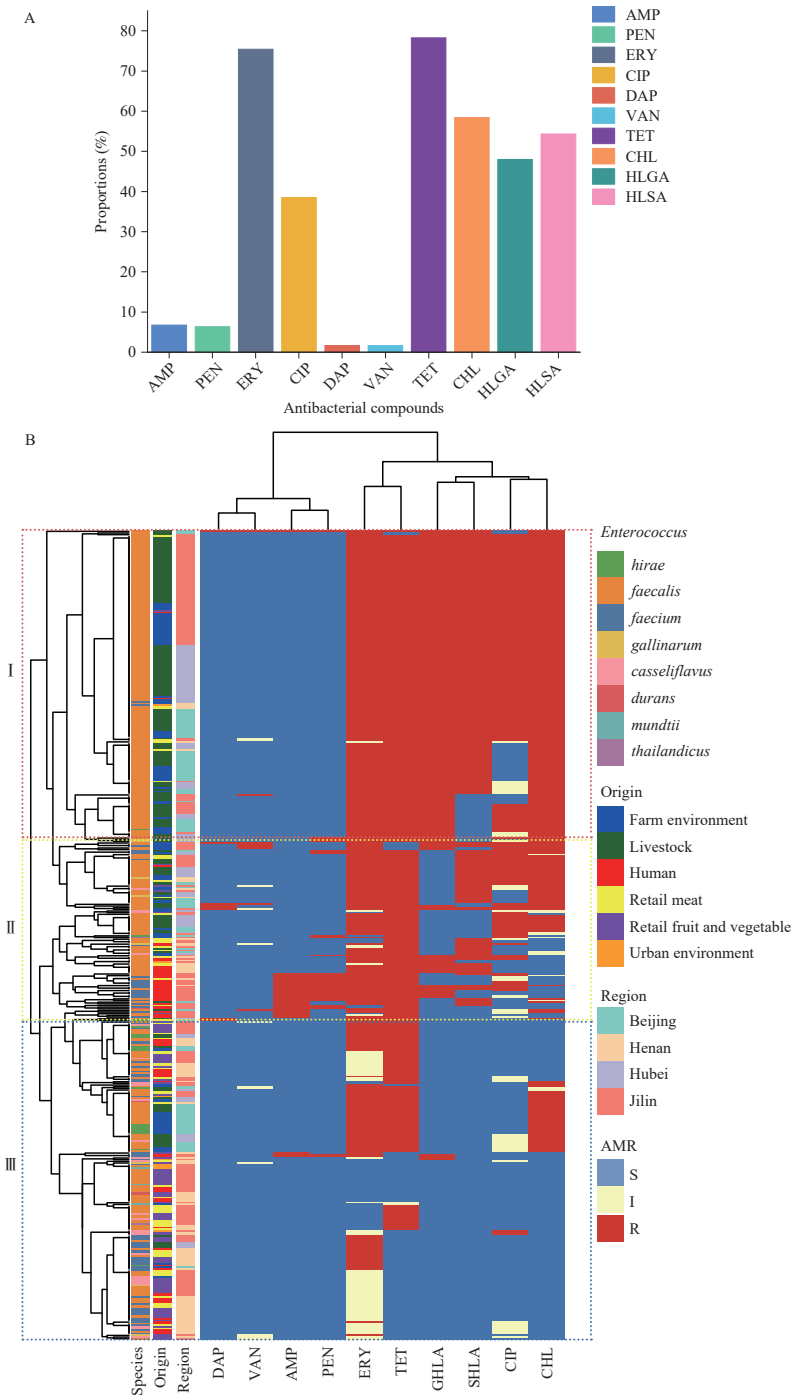 A
80
70
60
50
40
30
20
10
0
Proportions (%)
AMP
PEN
ERY
CIP
DAP
VAN
TET
CHL
HLGA
HLSA
Antibacterial compounds
AMP
PEN
ERY
CIP
DAP
VAN
TET
CHL
HLGA
HLSA
B
I
II
III
Species
Origin
Region
DAP
VAN
AMP
PEN
ERY
TET
GHLA
SHLA
CIP
CHL
Enterococcus
hirae
faecalis
faecium
gallinarum
casseliflavus
durans
mundtii
thailandicus
Origin
Farm environment
Livestock
Human
Retail meat
Retail fruit and vegetable
Urban environment
Region
Beijing
Henan
Hubei
Jilin
AMR
S
I
R